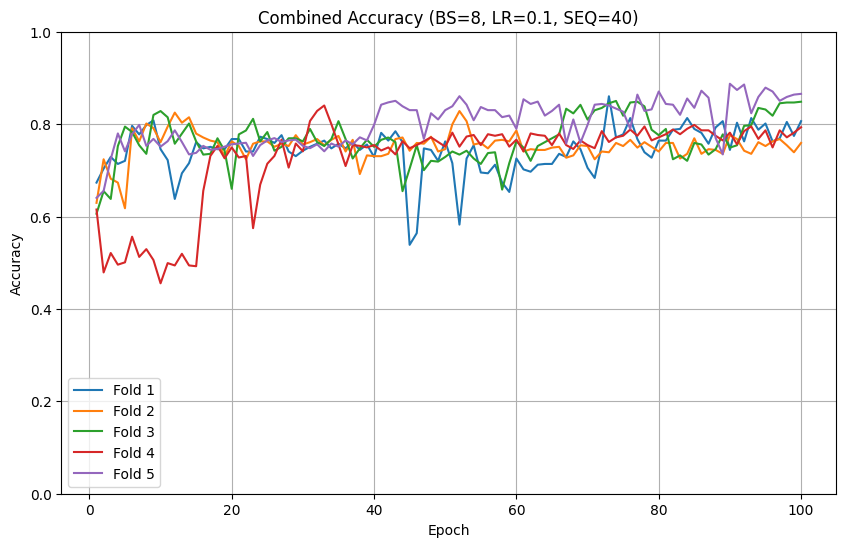 Combined Accuracy (BS=8, LR=0.1, SEQ=40)
1.0
0.8
0.6
0.4
0.2
0.0
Accuracy
Fold 1
Fold 2
Fold 3
Fold 4
Fold 5
0 20 40 60 80 100
Epoch